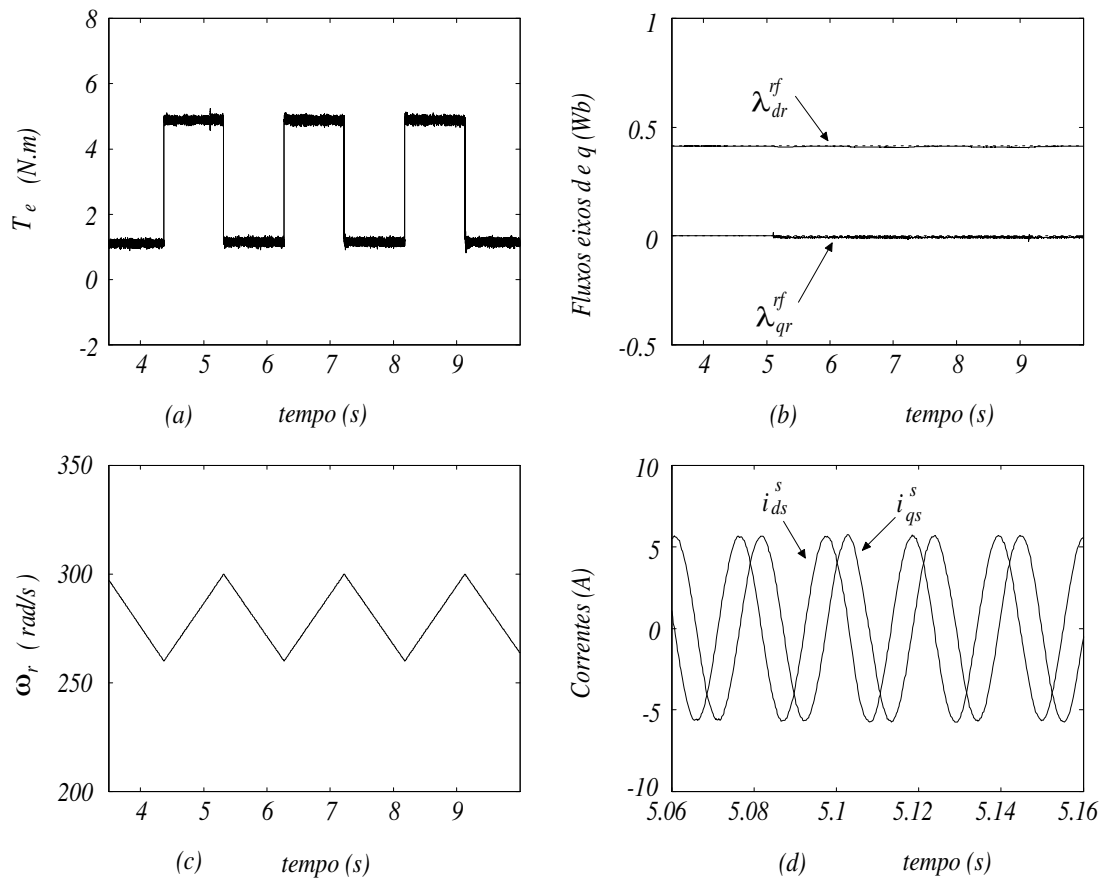 T e (N.m)
8
6
4
2
0
-2
4 5 6 7 8 9
(a) tempo (s)
Fluxos eixos d e q (Wb)
1
0.5
0
-0.5
λ dr rf
λ qr rf
4 5 6 7 8 9
(b) tempo (s)
ω r ( rad/s )
350
300
250
200
4 5 6 7 8 9
(c) tempo (s)
Correntes (A)
10
5
0
-5
-10
i ds s
i qs s
5.06 5.08 5.1 5.12 5.14 5.16
(d) tempo (s)